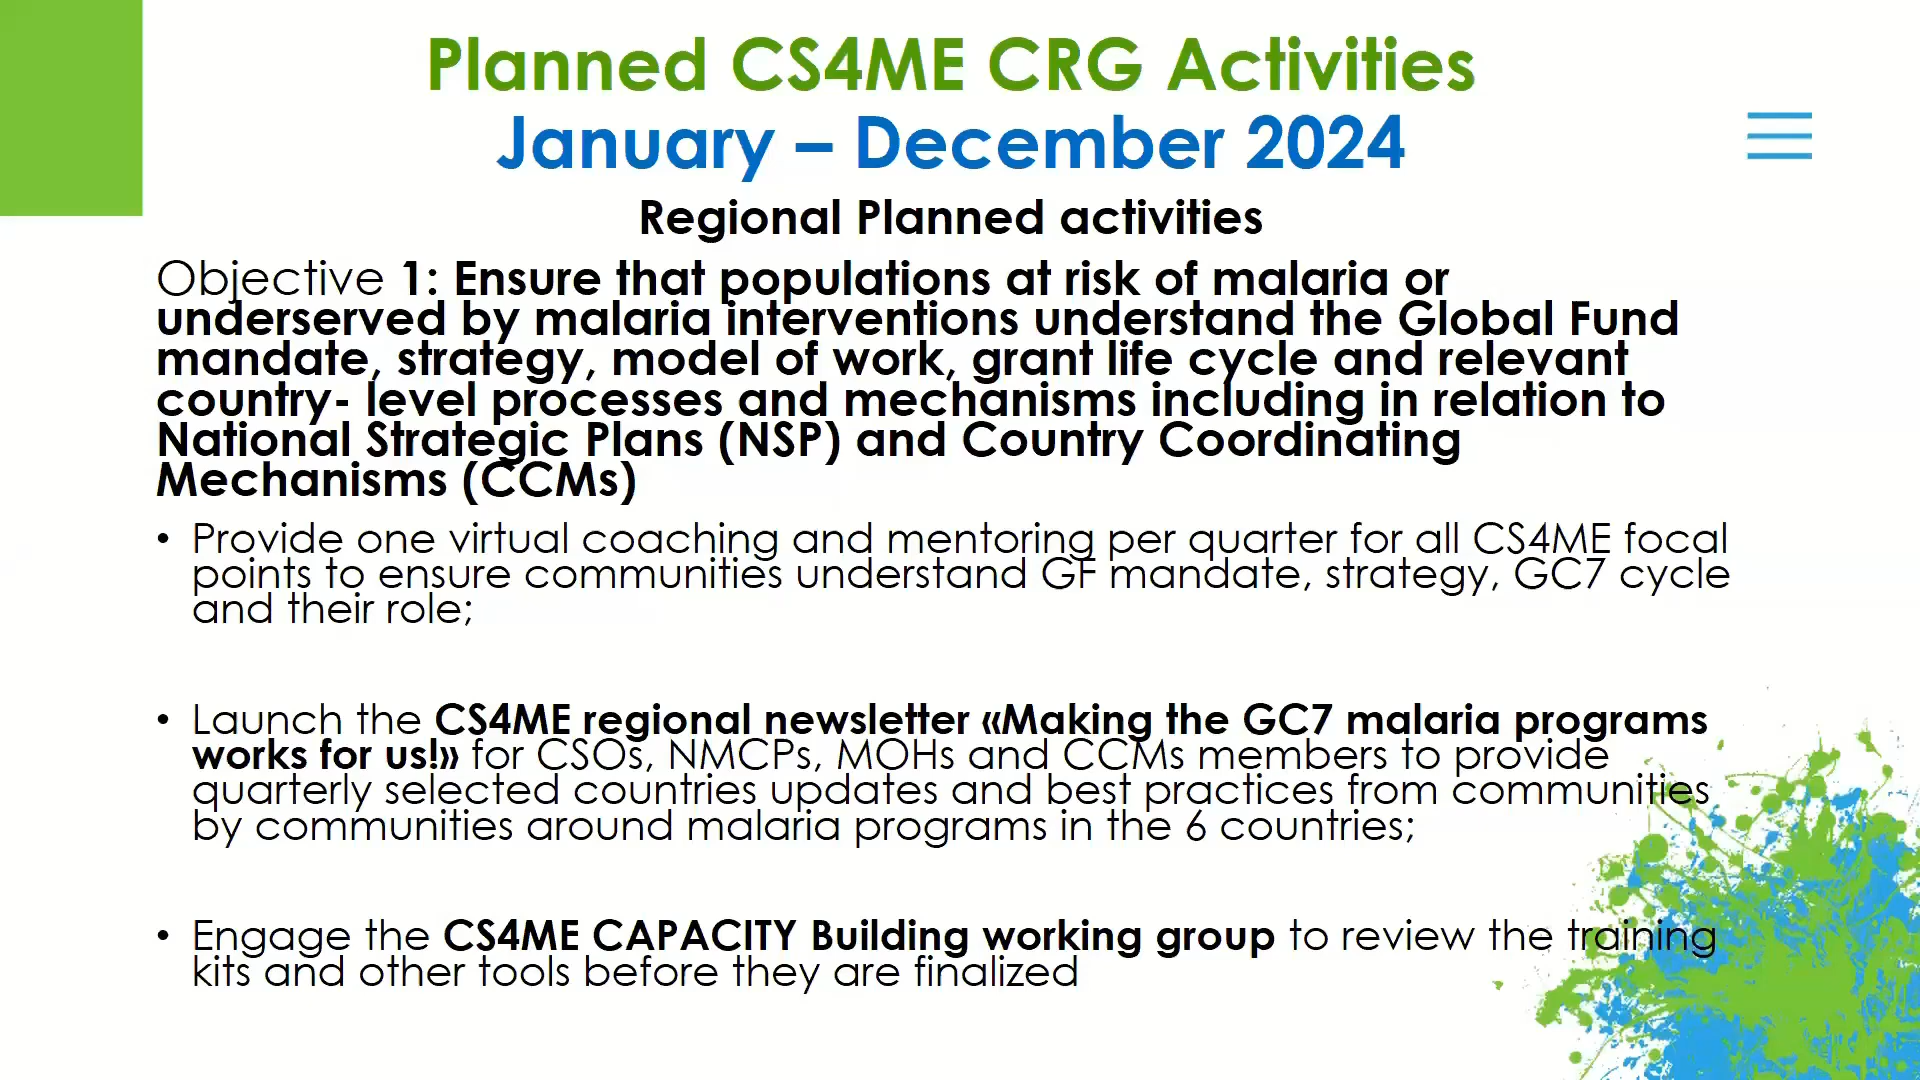 Planned CS4ME CRG Activities
January – December 2024
Regional Planned activities
Objective 1: Ensure that populations at risk of malaria or
underserved by malaria interventions understand the Global Fund
mandate, strategy, model of work, grant life cycle and relevant
country- level processes and mechanisms including in relation to
National Strategic Plans (NSP) and Country Coordinating
Mechanisms (CCMs)
• Provide one virtual coaching and mentoring per quarter for all CS4ME focal
points to ensure communities understand GF mandate, strategy, GC7 cycle
and their role;
• Launch the CS4ME regional newsletter «Making the GC7 malaria programs
works for us!» for CSOs, NMCPs, MOHs and CCMs members to provide
quarterly selected countries updates and best practices from communities
by communities around malaria programs in the 6 countries;
• Engage the CS4ME CAPACITY Building working group to review the training
kits and other tools before they are finalized